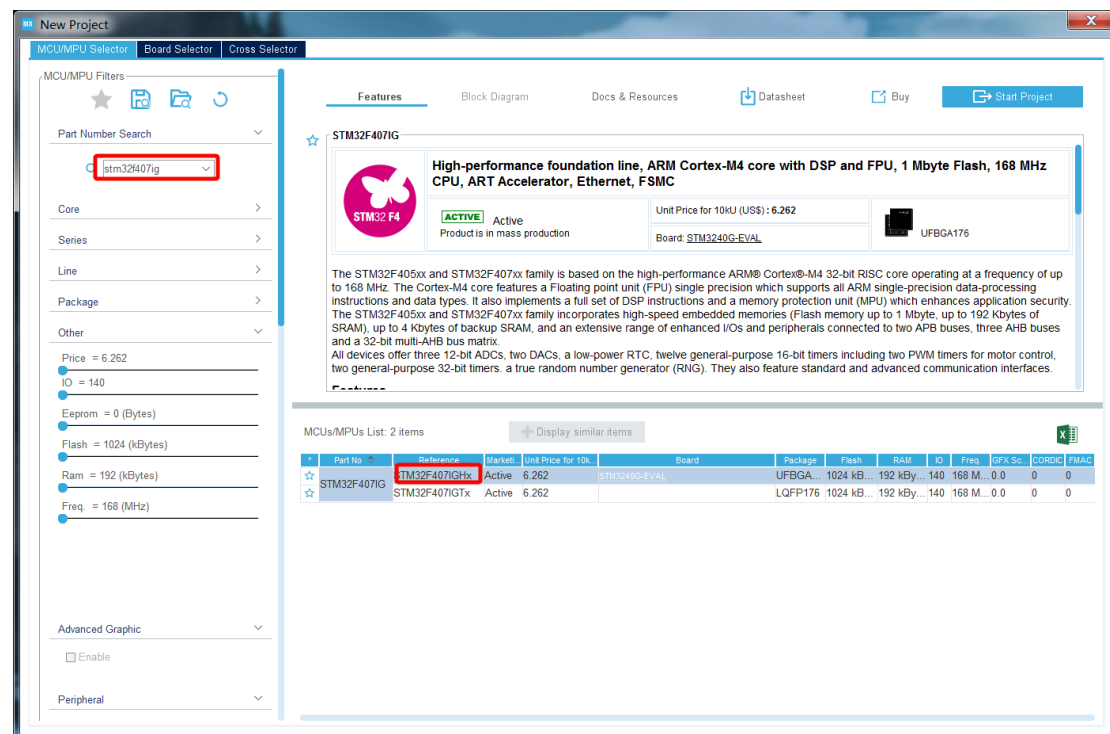 MX New Project X
MCU/MPU Selector Board Selector Cross Selector
MCU/MPU Filters
Part Number Search
stm32f407ig
Core
Series
Line
Package
Other
Price = 6.262
IO = 140
Eeprom = 0 (Bytes)
Flash = 1024 (kBytes)
Ram = 192 (kBytes)
Freq. = 168 (MHz)
Advanced Graphic
Enable
Peripheral
Features Block Diagram Docs & Resources Datasheet Buy Start Project
STM32F407IG
STM32 F4
High-performance foundation line, ARM Cortex-M4 core with DSP and FPU, 1 Mbyte Flash, 168 MHz
CPU, ART Accelerator, Ethernet, FSMC
ACTIVE Active
Product is in mass production
Unit Price for 10kU (US$) : 6.262
Board: STM3240G-EVAL
UFBGA176
The STM32F405xx and STM32F407xx family is based on the high-performance ARM® Cortex®-M4 32-bit RISC core operating at a frequency of up
to 168 MHz. The Cortex-M4 core features a Floating point unit (FPU) single precision which supports all ARM single-precision data-processing
instructions and data types. It also implements a full set of DSP instructions and a memory protection unit (MPU) which enhances application security.
The STM32F405xx and STM32F407xx family incorporates high-speed embedded memories (Flash memory up to 1 Mbyte, up to 192 Kbytes of
SRAM), up to 4 Kbytes of backup SRAM, and an extensive range of enhanced I/Os and peripherals connected to two APB buses, three AHB buses
and a 32-bit multi-AHB bus matrix.
All devices offer three 12-bit ADCs, two DACs, a low-power RTC, twelve general-purpose 16-bit timers including two PWM timers for motor control,
two general-purpose 32-bit timers. a true random number generator (RNG). They also feature standard and advanced communication interfaces.
Features
MCUs/MPUs List: 2 items Display similar items
* Part No Reference Marketi... Unit Price for 10k... Board Package Flash RAM IO Freq. GFX Sc... CORDIC FMAC
STM32F407IG STM32F407IGHx Active 6.262 STM3240G-EVAL UFBGA... 1024 kB... 192 kBy... 140 168 M... 0.0 0 0
STM32F407IGTx Active 6.262 LQFP176 1024 kB... 192 kBy... 140 168 M... 0.0 0 0